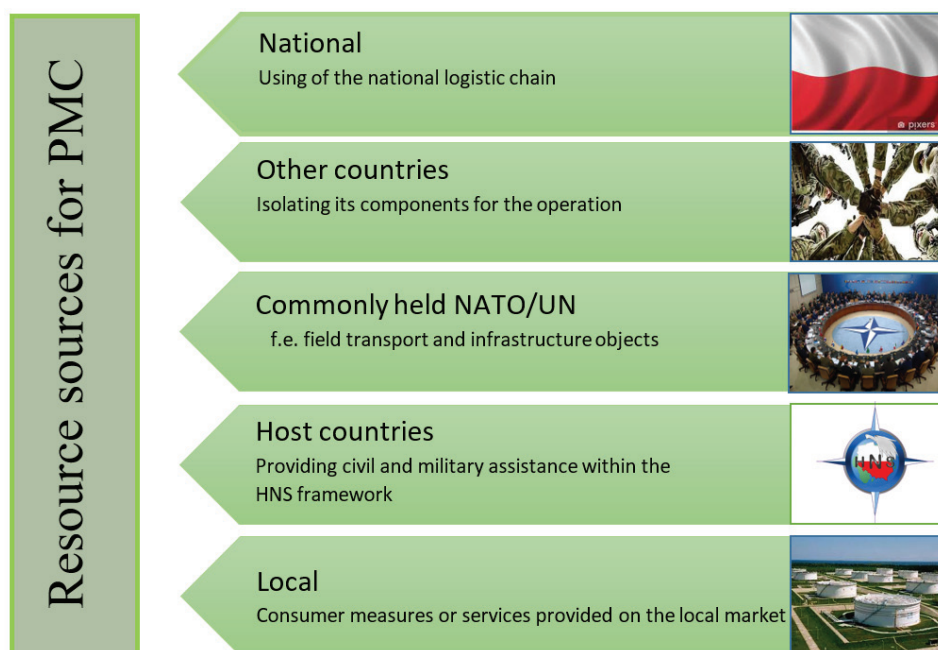 Resource sources for PMC
National
Using of the national logistic chain
pixers
Other countries
Isolating its components for the operation
Commonly held NATO/UN
f.e. field transport and infrastructure objects
Host countries
Providing civil and military assistance within the
HNS framework
HNS
Local
Consumer measures or services provided on the local market